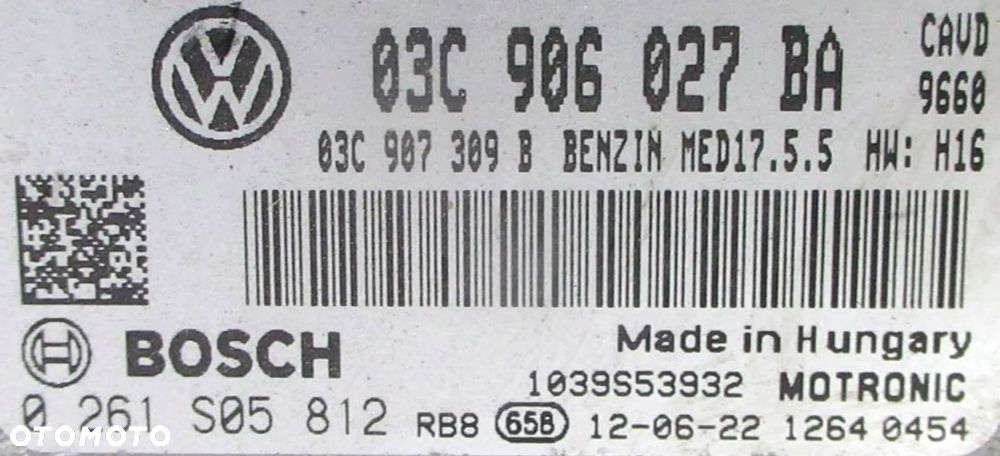 03C 906 027 BA CAVD
9660
03C 907 309 B BENZIN MED17.5.5 HW: H16
BOSCH
Made in Hungary
1039S53932 MOTRONIC
0 261 S05 812 RB8 65B 12-06-22 1264 0454
OTOMOTO